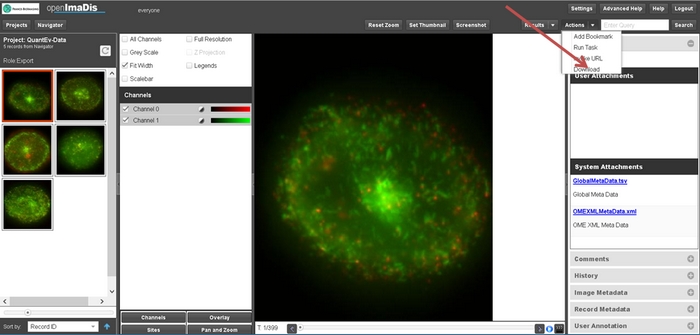 openImaDis
everyone
Settings
Advanced Help
Help
Logout
Projects
Navigator
Reset Zoom
Set Thumbnail
Screenshot
Results
Actions
Enter Query
Search
Project: QuantEv-Data
5 records from Navigator
Role:Export
All Channels
Full Resolution
Grey Scale
Z Projection
Fit Width
Legends
Scalebar
Channels
Channel 0
Channel 1
Add Bookmark
Run Task
URL
Download
User Attachments
System Attachments
GlobalMetaData.tsv
Global Meta Data
OMEXMLMetaData.xml
OME XML Meta Data
Comments
History
Image Metadata
Record Metadata
User Annotation
Channels
Overlay
Sites
Pan and Zoom
Sort by:
Record ID
T: 1/399